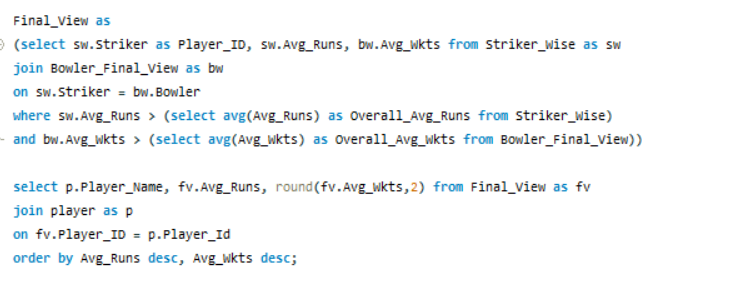 Final_View as
(select sw.Striker as Player_ID, sw.Avg_Runs, bw.Avg_Wkts from Striker_Wise as sw
join Bowler_Final_View as bw
on sw.Striker = bw.Bowler
where sw.Avg_Runs > (select avg(Avg_Runs) as Overall_Avg_Runs from Striker_Wise)
and bw.Avg_Wkts > (select avg(Avg_Wkts) as Overall_Avg_Wkts from Bowler_Final_View))
select p.Player_Name, fv.Avg_Runs, round(fv.Avg_Wkts,2) from Final_View as fv
join player as p
on fv.Player_ID = p.Player_Id
order by Avg_Runs desc, Avg_Wkts desc;